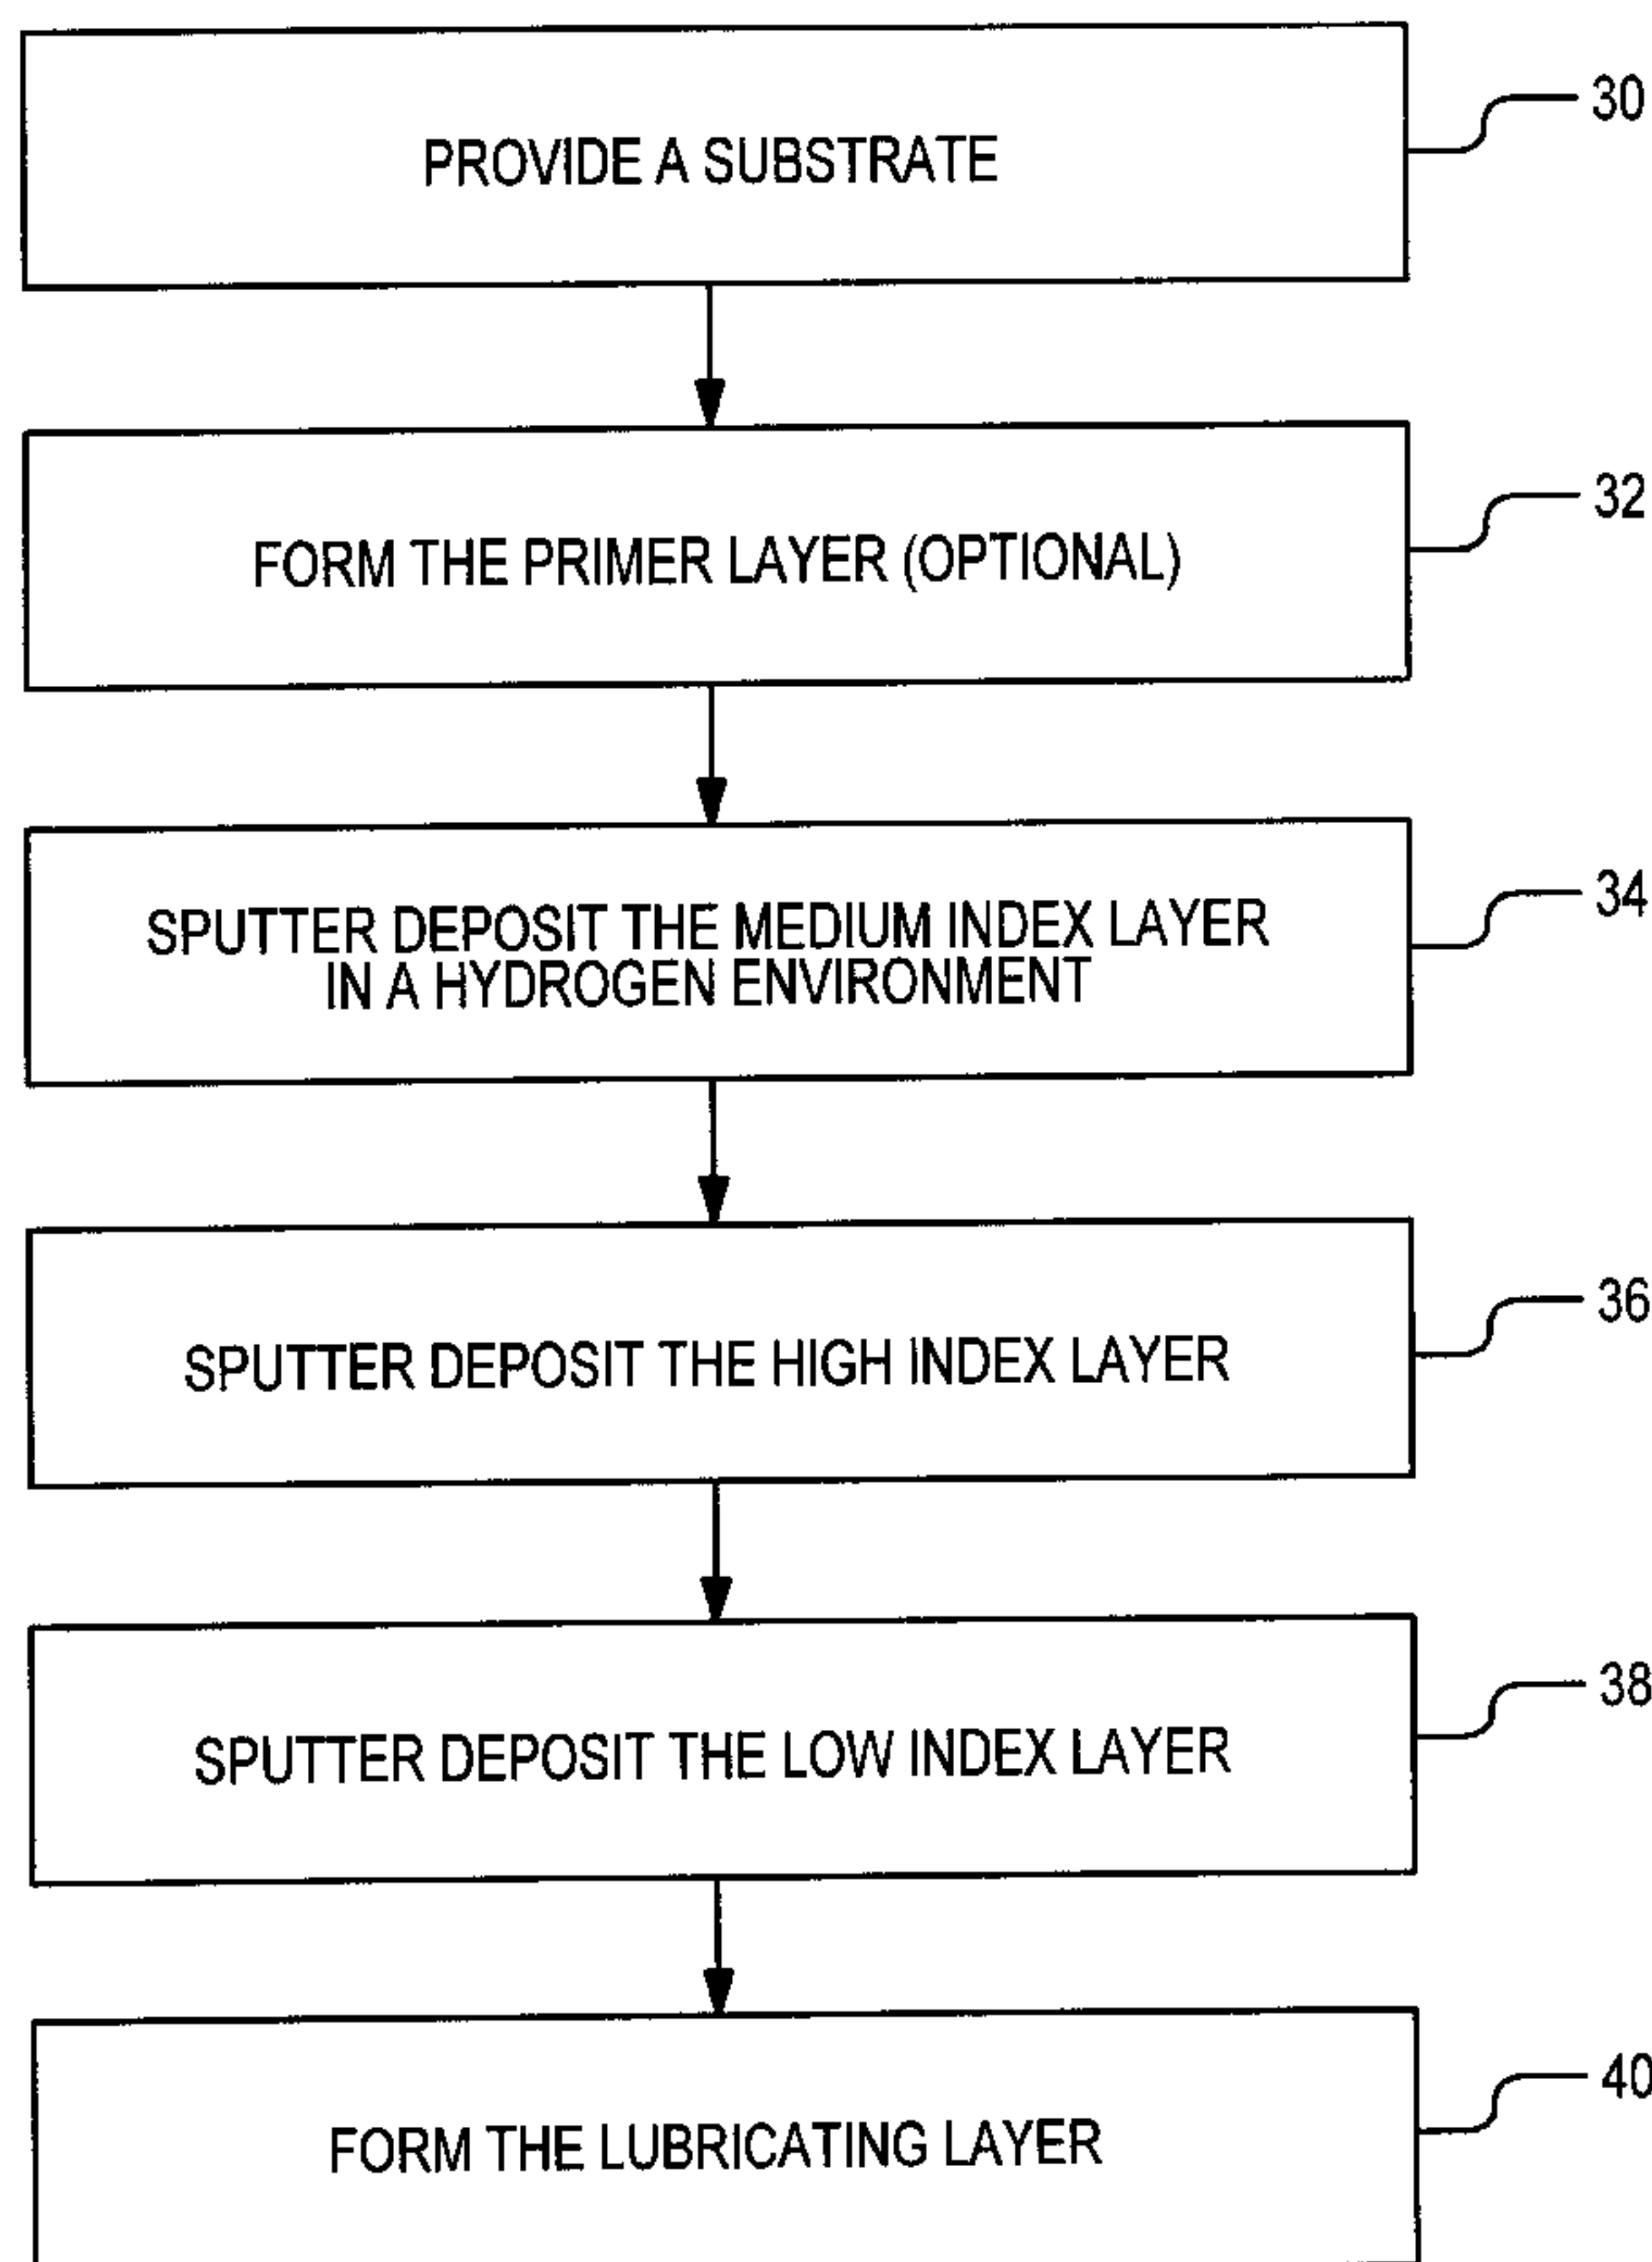 PROVIDE A SUBSTRATE
30
FORM THE PRIMER LAYER (OPTIONAL)
32
SPUTTER DEPOSIT THE MEDIUM INDEX LAYER
IN A HYDROGEN ENVIRONMENT
34
SPUTTER DEPOSIT THE HIGH INDEX LAYER
36
SPUTTER DEPOSIT THE LOW INDEX LAYER
38
FORM THE LUBRICATING LAYER
40